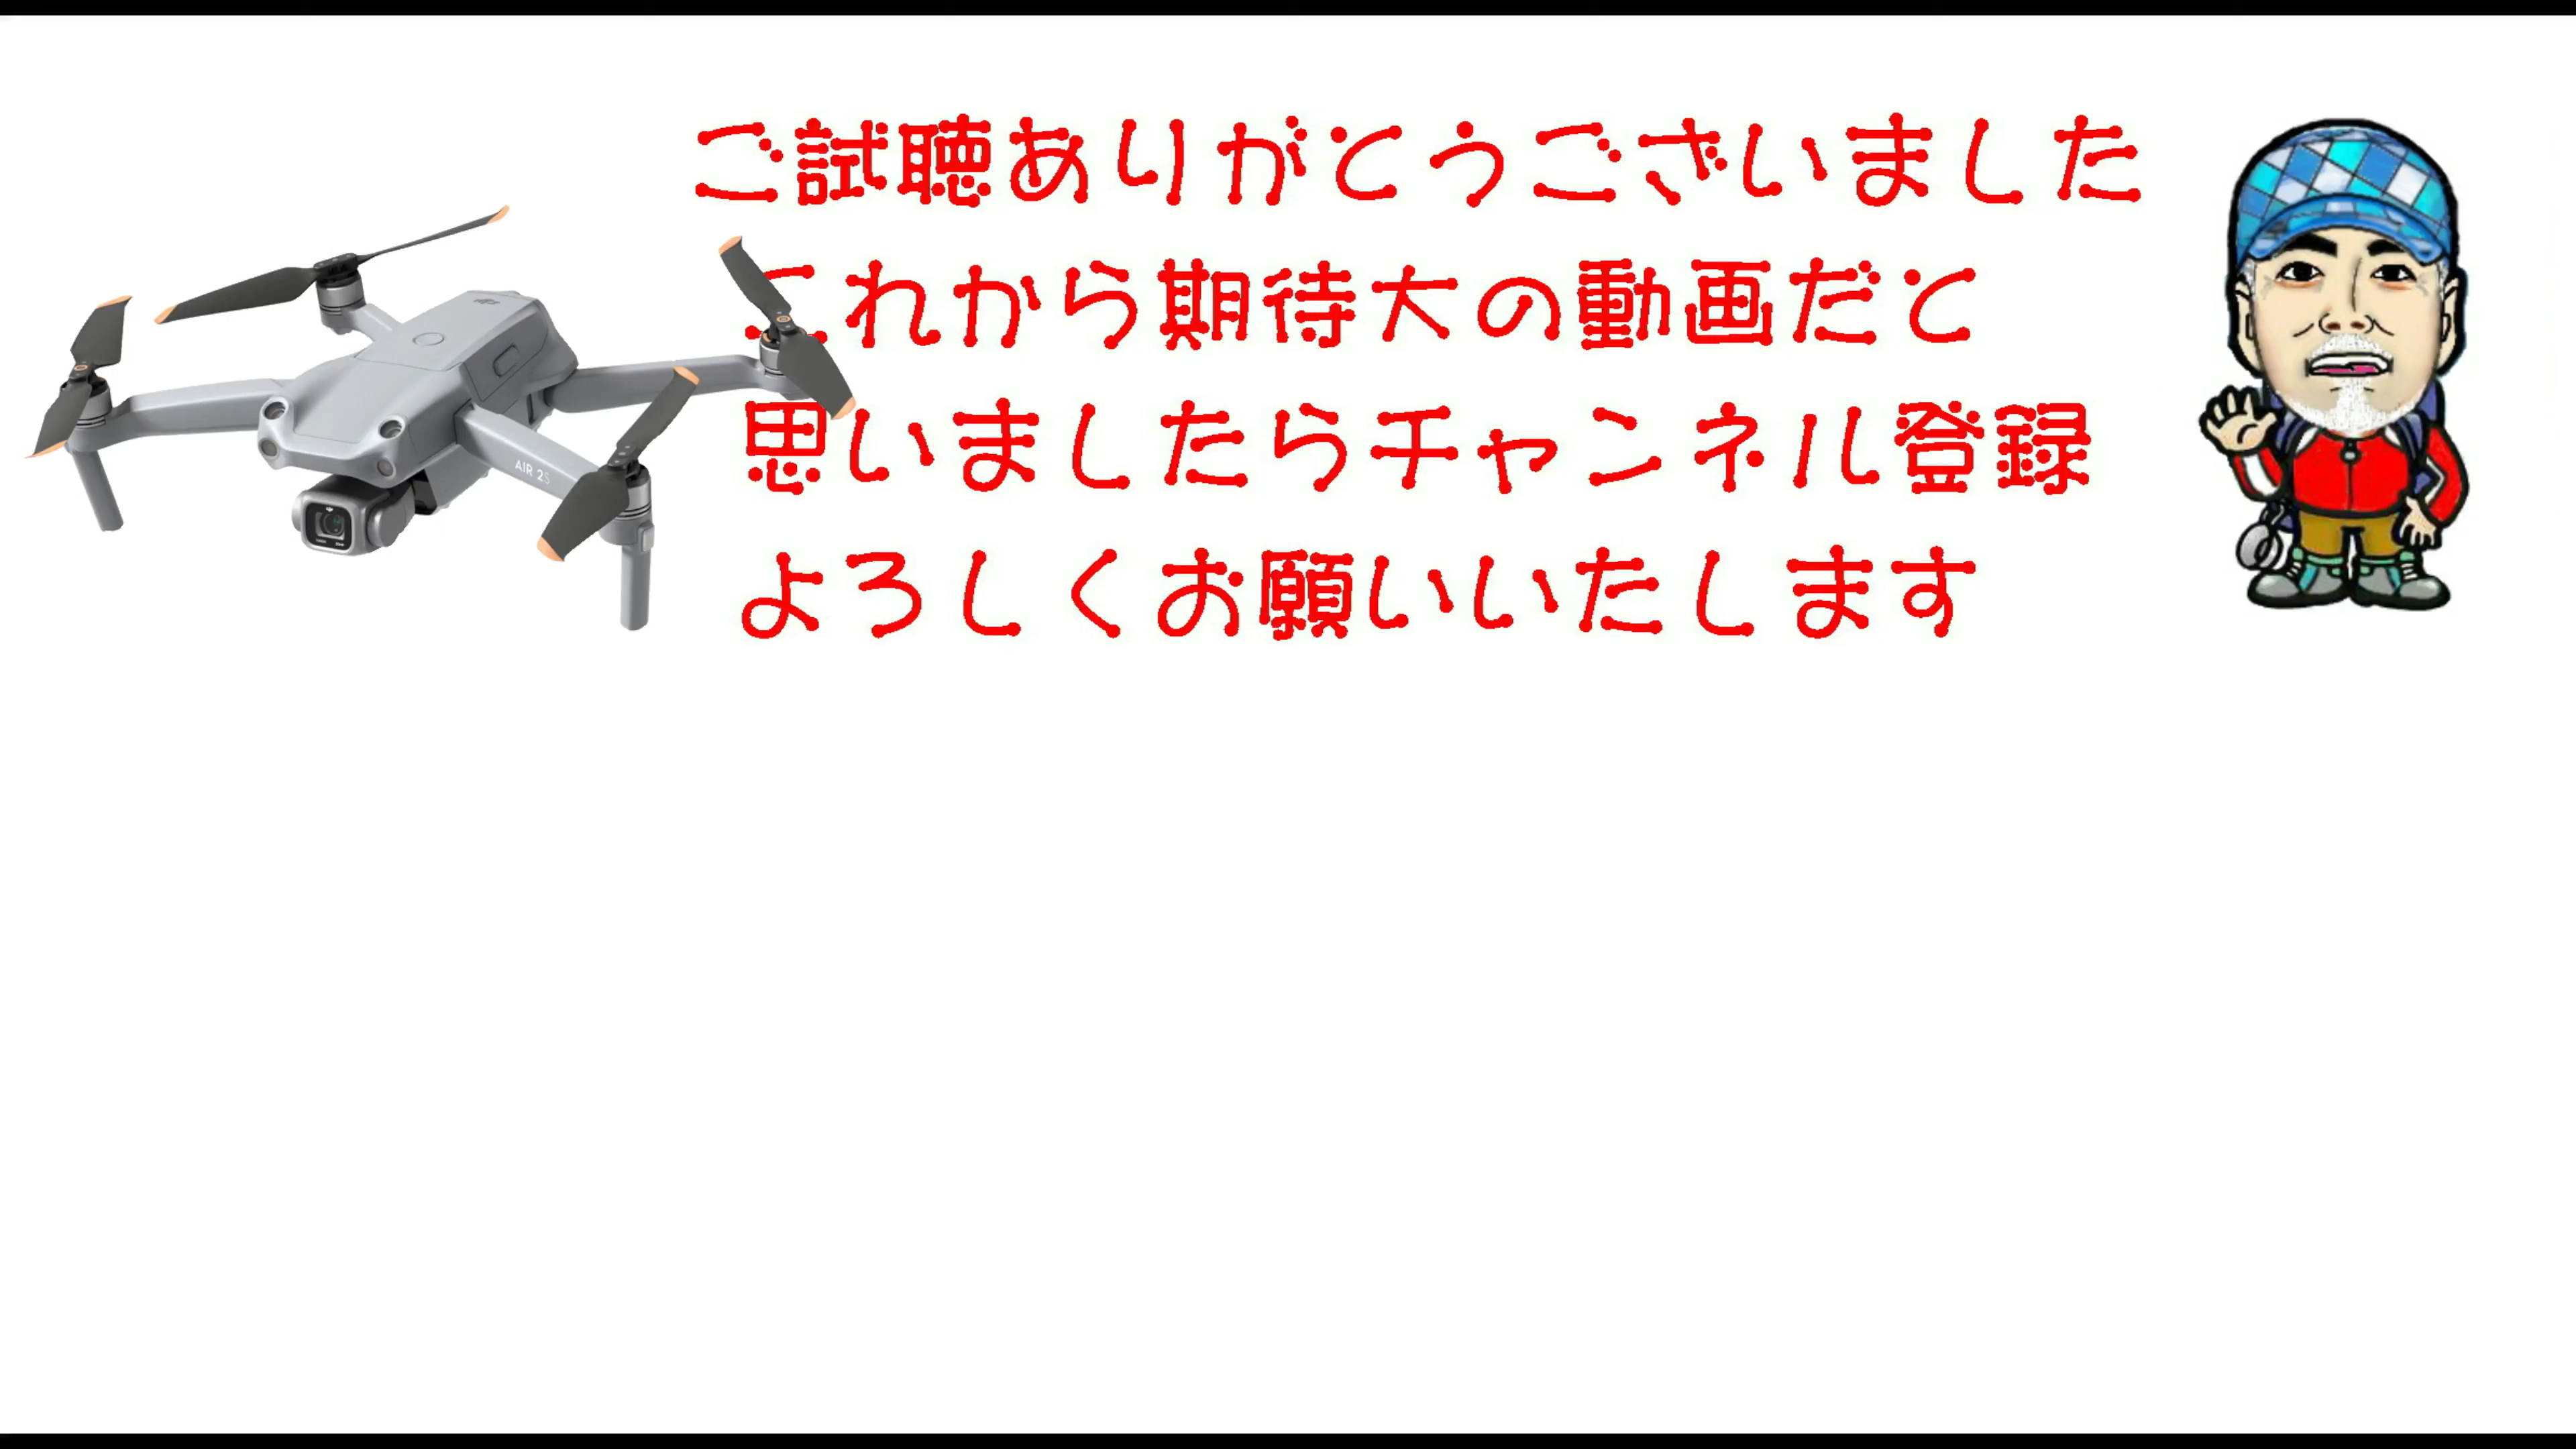 ご試聴ありがとうございました
これから期待大の動画だと
思いましたらチャンネル登録
よろしくお願いいたします
AIR 2S